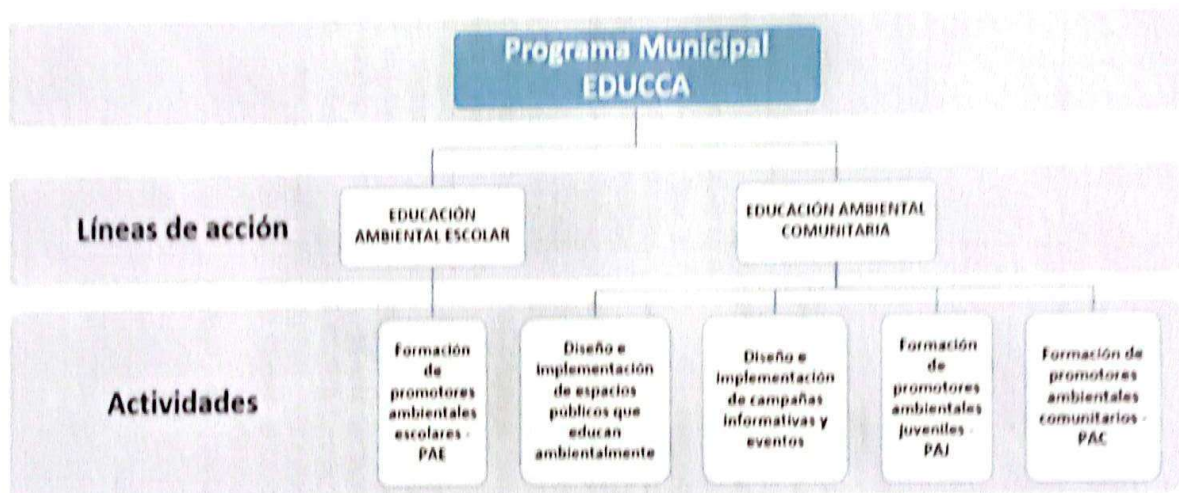 Programa Municipal
EDUCCA
Líneas de acción
EDUCACIÓN
AMBIENTAL ESCOLAR
EDUCACIÓN AMBIENTAL
COMUNITARIA
Actividades
Formación
de
promotores
ambientales
escolares -
PAE
Diseño e
implementación
de espacios
públicos que
educan
ambientalmente
Diseño e
implementación
de campañas
informativas y
eventos
Formación
de
promotores
ambientales
juveniles -
PAJ
Formación de
promotores
ambientales
comunitarios -
PAC